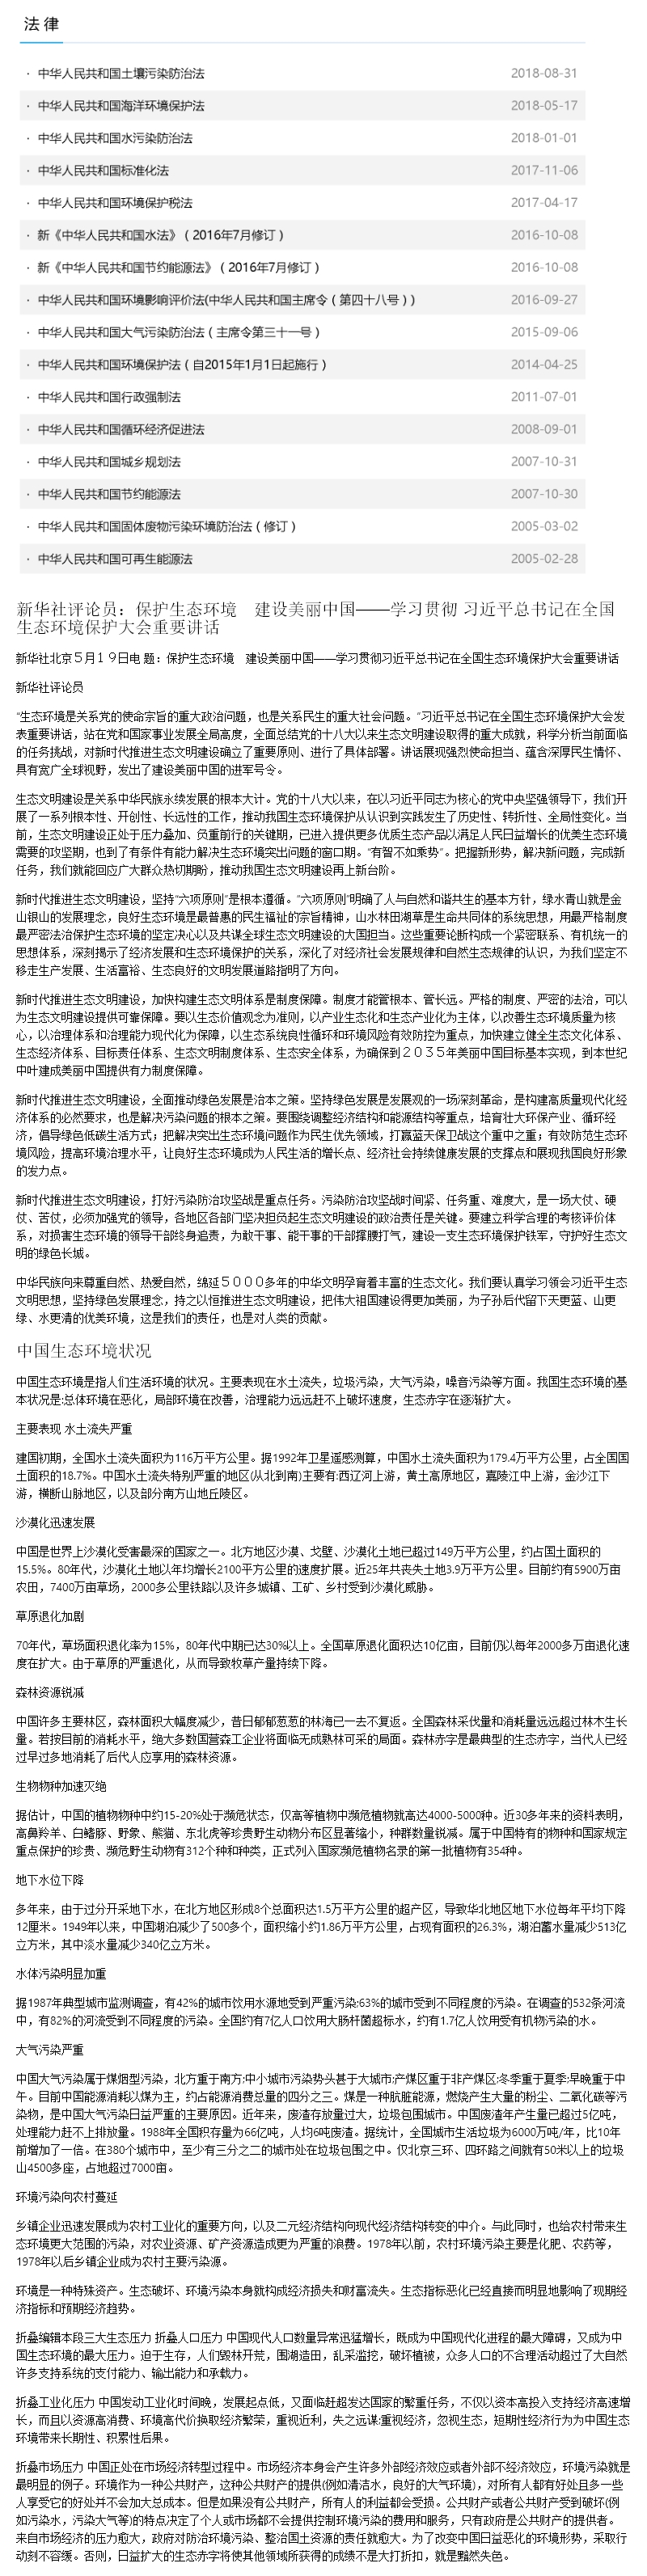 法 律
· 中华人民共和国土壤污染防治法 2018-08-31
· 中华人民共和国海洋环境保护法 2018-05-17
· 中华人民共和国水污染防治法 2018-01-01
· 中华人民共和国标准化法 2017-11-06
· 中华人民共和国环境保护税法 2017-04-17
· 新《中华人民共和国水法》（2016年7月修订） 2016-10-08
· 新《中华人民共和国节约能源法》（2016年7月修订） 2016-10-08
· 中华人民共和国环境影响评价法(中华人民共和国主席令（第四十八号）) 2016-09-27
· 中华人民共和国大气污染防治法（主席令第三十一号） 2015-09-06
· 中华人民共和国环境保护法（自2015年1月1日起施行） 2014-04-25
· 中华人民共和国行政强制法 2011-07-01
· 中华人民共和国循环经济促进法 2008-09-01
· 中华人民共和国城乡规划法 2007-10-31
· 中华人民共和国节约能源法 2007-10-30
· 中华人民共和国固体废物污染环境防治法（修订） 2005-03-02
· 中华人民共和国可再生能源法 2005-02-28
新华社评论员：保护生态环境　建设美丽中国——学习贯彻 习近平总书记在全国
生态环境保护大会重要讲话
新华社北京５月１９日电 题：保护生态环境　建设美丽中国——学习贯彻习近平总书记在全国生态环境保护大会重要讲话
新华社评论员
“生态环境是关系党的使命宗旨的重大政治问题，也是关系民生的重大社会问题。”习近平总书记在全国生态环境保护大会发
表重要讲话，站在党和国家事业发展全局高度，全面总结党的十八大以来生态文明建设取得的重大成就，科学分析当前面临
的任务挑战，对新时代推进生态文明建设确立了重要原则、进行了具体部署。讲话展现强烈使命担当、蕴含深厚民生情怀、
具有宽广全球视野，发出了建设美丽中国的进军号令。
生态文明建设是关系中华民族永续发展的根本大计。党的十八大以来，在以习近平同志为核心的党中央坚强领导下，我们开
展了一系列根本性、开创性、长远性的工作，推动我国生态环境保护从认识到实践发生了历史性、转折性、全局性变化。当
前，生态文明建设正处于压力叠加、负重前行的关键期，已进入提供更多优质生态产品以满足人民日益增长的优美生态环境
需要的攻坚期，也到了有条件有能力解决生态环境突出问题的窗口期。“有智不如乘势”。把握新形势，解决新问题，完成新
任务，我们就能回应广大群众热切期盼，推动我国生态文明建设再上新台阶。
新时代推进生态文明建设，坚持“六项原则”是根本遵循。“六项原则”明确了人与自然和谐共生的基本方针，绿水青山就是金
山银山的发展理念，良好生态环境是最普惠的民生福祉的宗旨精神，山水林田湖草是生命共同体的系统思想，用最严格制度
最严密法治保护生态环境的坚定决心以及共谋全球生态文明建设的大国担当。这些重要论断构成一个紧密联系、有机统一的
思想体系，深刻揭示了经济发展和生态环境保护的关系，深化了对经济社会发展规律和自然生态规律的认识，为我们坚定不
移走生产发展、生活富裕、生态良好的文明发展道路指明了方向。
新时代推进生态文明建设，加快构建生态文明体系是制度保障。制度才能管根本、管长远。严格的制度、严密的法治，可以
为生态文明建设提供可靠保障。要以生态价值观念为准则，以产业生态化和生态产业化为主体，以改善生态环境质量为核
心，以治理体系和治理能力现代化为保障，以生态系统良性循环和环境风险有效防控为重点，加快建立健全生态文化体系、
生态经济体系、目标责任体系、生态文明制度体系、生态安全体系，为确保到２０３５年美丽中国目标基本实现，到本世纪
中叶建成美丽中国提供有力制度保障。
新时代推进生态文明建设，全面推动绿色发展是治本之策。坚持绿色发展是发展观的一场深刻革命，是构建高质量现代化经
济体系的必然要求，也是解决污染问题的根本之策。要围绕调整经济结构和能源结构等重点，培育壮大环保产业、循环经
济，倡导绿色低碳生活方式；把解决突出生态环境问题作为民生优先领域，打赢蓝天保卫战这个重中之重；有效防范生态环
境风险，提高环境治理水平，让良好生态环境成为人民生活的增长点、经济社会持续健康发展的支撑点和展现我国良好形象
的发力点。
新时代推进生态文明建设，打好污染防治攻坚战是重点任务。污染防治攻坚战时间紧、任务重、难度大，是一场大仗、硬
仗、苦仗，必须加强党的领导，各地区各部门坚决担负起生态文明建设的政治责任是关键。要建立科学合理的考核评价体
系，对损害生态环境的领导干部终身追责，为敢干事、能干事的干部撑腰打气，建设一支生态环境保护铁军，守护好生态文
明的绿色长城。
中华民族向来尊重自然、热爱自然，绵延５０００多年的中华文明孕育着丰富的生态文化。我们要认真学习领会习近平生态
文明思想，坚持绿色发展理念，持之以恒推进生态文明建设，把伟大祖国建设得更加美丽，为子孙后代留下天更蓝、山更
绿、水更清的优美环境，这是我们的责任，也是对人类的贡献。
中国生态环境状况
中国生态环境是指人们生活环境的状况。主要表现在水土流失，垃圾污染，大气污染，噪音污染等方面。我国生态环境的基
本状况是:总体环境在恶化，局部环境在改善，治理能力远远赶不上破坏速度，生态赤字在逐渐扩大。
主要表现 水土流失严重
建国初期，全国水土流失面积为116万平方公里。据1992年卫星遥感测算，中国水土流失面积为179.4万平方公里，占全国国
土面积的18.7%。中国水土流失特别严重的地区(从北到南)主要有:西辽河上游，黄土高原地区，嘉陵江中上游，金沙江下
游，横断山脉地区，以及部分南方山地丘陵区。
沙漠化迅速发展
中国是世界上沙漠化受害最深的国家之一。北方地区沙漠、戈壁、沙漠化土地已超过149万平方公里，约占国土面积的
15.5%。80年代，沙漠化土地以年均增长2100平方公里的速度扩展。近25年共丧失土地3.9万平方公里。目前约有5900万亩
农田，7400万亩草场，2000多公里铁路以及许多城镇、工矿、乡村受到沙漠化威胁。
草原退化加剧
70年代，草场面积退化率为15%，80年代中期已达30%以上。全国草原退化面积达10亿亩，目前仍以每年2000多万亩退化速
度在扩大。由于草原的严重退化，从而导致牧草产量持续下降。
森林资源锐减
中国许多主要林区，森林面积大幅度减少，昔日郁郁葱葱的林海已一去不复返。全国森林采伐量和消耗量远远超过林木生长
量。若按目前的消耗水平，绝大多数国营森工企业将面临无成熟林可采的局面。森林赤字是最典型的生态赤字，当代人已经
过早过多地消耗了后代人应享用的森林资源。
生物物种加速灭绝
据估计，中国的植物物种中约15-20%处于濒危状态，仅高等植物中濒危植物就高达4000-5000种。近30多年来的资料表明，
高鼻羚羊、白鳍豚、野象、熊猫、东北虎等珍贵野生动物分布区显著缩小，种群数量锐减。属于中国特有的物种和国家规定
重点保护的珍贵、濒危野生动物有312个种和种类，正式列入国家濒危植物名录的第一批植物有354种。
地下水位下降
多年来，由于过分开采地下水，在北方地区形成8个总面积达1.5万平方公里的超产区，导致华北地区地下水位每年平均下降
12厘米。1949年以来，中国湖泊减少了500多个，面积缩小约1.86万平方公里，占现有面积的26.3%，湖泊蓄水量减少513亿
立方米，其中淡水量减少340亿立方米。
水体污染明显加重
据1987年典型城市监测调查，有42%的城市饮用水源地受到严重污染;63%的城市受到不同程度的污染。在调查的532条河流
中，有82%的河流受到不同程度的污染。全国约有7亿人口饮用大肠杆菌超标水，约有1.7亿人饮用受有机物污染的水。
大气污染严重
中国大气污染属于煤烟型污染，北方重于南方;中小城市污染势头甚于大城市;产煤区重于非产煤区;冬季重于夏季;早晚重于中
午。目前中国能源消耗以煤为主，约占能源消费总量的四分之三。煤是一种肮脏能源，燃烧产生大量的粉尘、二氧化碳等污
染物，是中国大气污染日益严重的主要原因。近年来，废渣存放量过大，垃圾包围城市。中国废渣年产生量已超过5亿吨，
处理能力赶不上排放量。1988年全国积存量为66亿吨，人均6吨废渣。据统计，全国城市生活垃圾为6000万吨/年，比10年
前增加了一倍。在380个城市中，至少有三分之二的城市处在垃圾包围之中。仅北京三环、四环路之间就有50米以上的垃圾
山4500多座，占地超过7000亩。
环境污染向农村蔓延
乡镇企业迅速发展成为农村工业化的重要方向，以及二元经济结构向现代经济结构转变的中介。与此同时，也给农村带来生
态环境更大范围的污染，对农业资源、矿产资源造成更为严重的浪费。1978年以前，农村环境污染主要是化肥、农药等，
1978年以后乡镇企业成为农村主要污染源。
环境是一种特殊资产。生态破坏、环境污染本身就构成经济损失和财富流失。生态指标恶化已经直接而明显地影响了现期经
济指标和预期经济趋势。
折叠编辑本段三大生态压力 折叠人口压力 中国现代人口数量异常迅猛增长，既成为中国现代化进程的最大障碍，又成为中
国生态环境的最大压力。迫于生存，人们毁林开荒，围湖造田，乱采滥挖，破坏植被，众多人口的不合理活动超过了大自然
许多支持系统的支付能力、输出能力和承载力。
折叠工业化压力 中国发动工业化时间晚，发展起点低，又面临赶超发达国家的繁重任务，不仅以资本高投入支持经济高速增
长，而且以资源高消费、环境高代价换取经济繁荣，重视近利，失之远谋;重视经济，忽视生态，短期性经济行为为中国生态
环境带来长期性、积累性后果。
折叠市场压力 中国正处在市场经济转型过程中。市场经济本身会产生许多外部经济效应或者外部不经济效应，环境污染就是
最明显的例子。环境作为一种公共财产，这种公共财产的提供(例如清洁水，良好的大气环境)，对所有人都有好处且多一些
人享受它的好处并不会加大总成本。但是如果没有公共财产，所有人的利益都会受损。公共财产或者公共财产受到破坏(例
如污染水，污染大气等)的特点决定了个人或市场都不会提供控制环境污染的费用和服务，只有政府是公共财产的提供者。
来自市场经济的压力愈大，政府对防治环境污染、整治国土资源的责任就愈大。为了改变中国日益恶化的环境形势，采取行
动刻不容缓。否则，日益扩大的生态赤字将使其他领域所获得的成绩不是大打折扣，就是黯然失色。